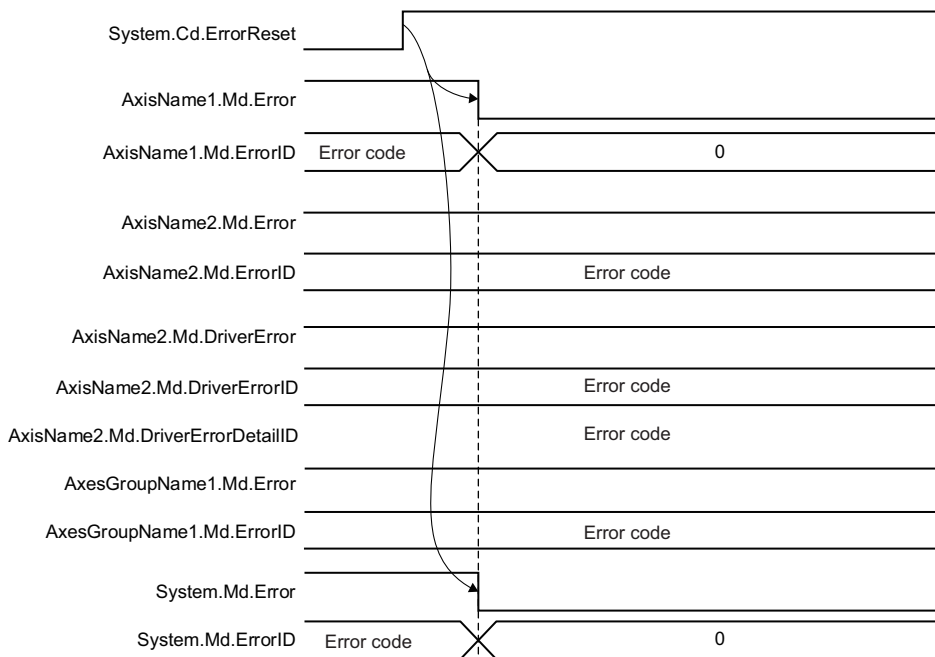 System.Cd.ErrorReset
AxisName1.Md.Error
AxisName1.Md.ErrorID Error code 0
AxisName2.Md.Error
AxisName2.Md.ErrorID Error code
AxisName2.Md.DriverError
AxisName2.Md.DriverErrorID Error code
AxisName2.Md.DriverErrorDetailID Error code
AxesGroupName1.Md.Error
AxesGroupName1.Md.ErrorID Error code
System.Md.Error
System.Md.ErrorID Error code 0